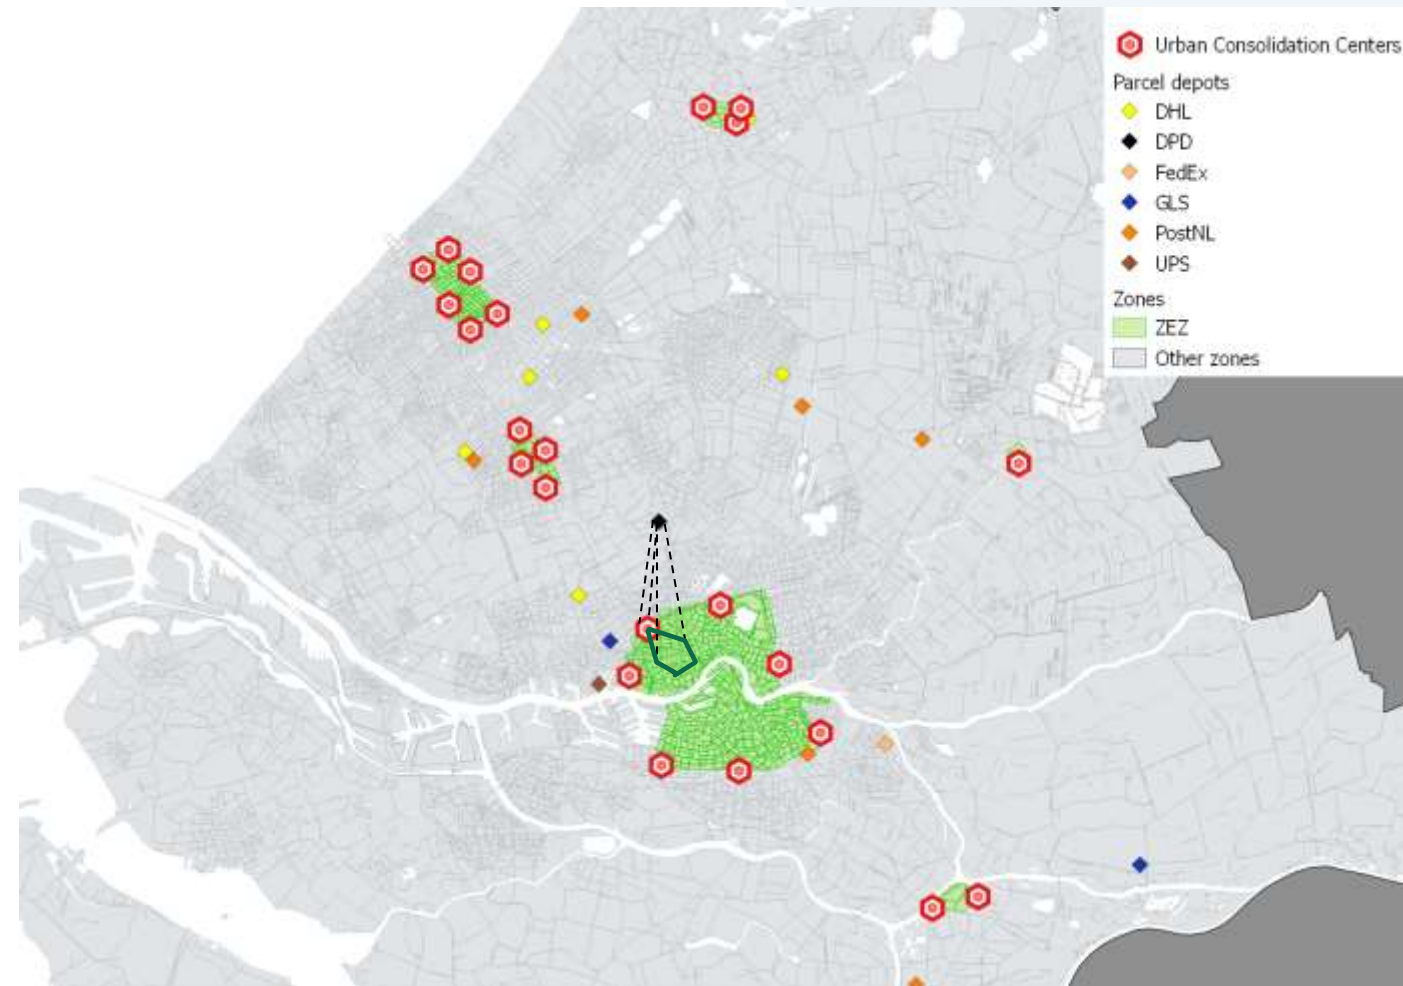 Urban Consolidation Centers
Parcel depots
DHL
DPD
FedEx
GLS
PostNL
UPS
Zones
ZEZ
Other zones